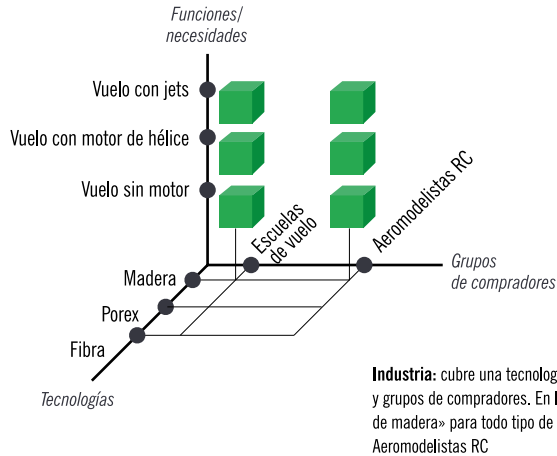 Funciones/
necesidades
Vuelo con jets
Vuelo con motor de hélice
Vuelo sin motor
Escuelas
de vuelo
Aeromodelistas RC
Grupos
de compradores
Madera
Porex
Fibra
Tecnologías
Industria: cubre una tecnolog
y grupos de compradores. En
de madera» para todo tipo de
Aeromodelistas RC